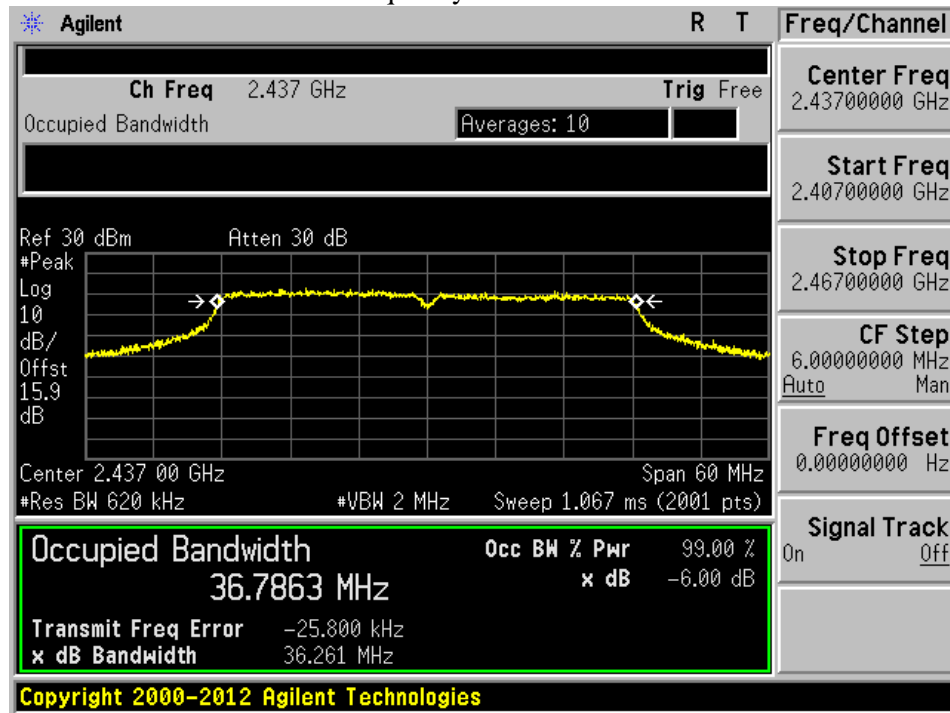 Agilent R T Freq/Channel
Ch Freq 2.437 GHz Trig Free
Occupied Bandwidth Averages: 10
Center Freq
2.43700000 GHz
Start Freq
2.40700000 GHz
Stop Freq
2.46700000 GHz
CF Step
6.00000000 MHz
Auto Man
Freq Offset
0.00000000 Hz
Signal Track
On Off
Ref 30 dBm Atten 30 dB
#Peak
Log
10
dB/
Offst
15.9
dB
Center 2.437 00 GHz Span 60 MHz
#Res BW 620 kHz #VBW 2 MHz Sweep 1.067 ms (2001 pts)
Occupied Bandwidth Occ BW % Pwr 99.00 %
36.7863 MHz x dB -6.00 dB
Transmit Freq Error -25.800 kHz
x dB Bandwidth 36.261 MHz
Copyright 2000-2012 Agilent Technologies